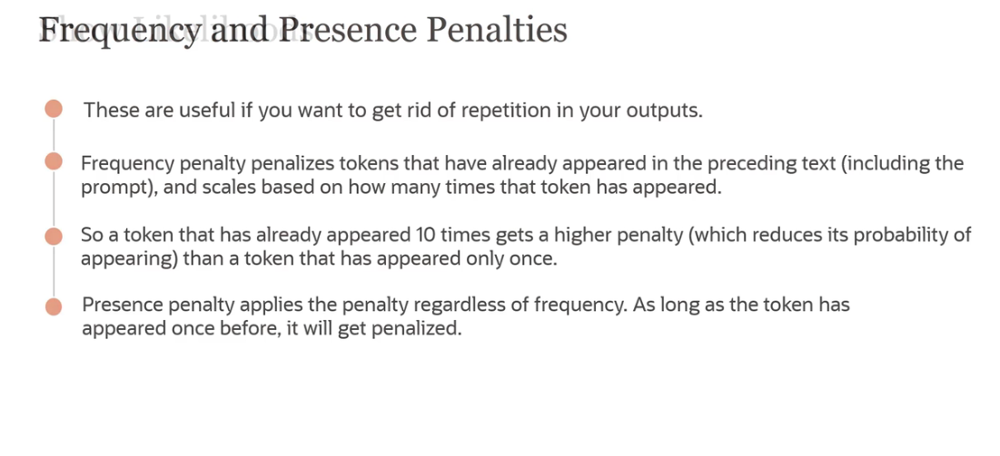 Frequency and Presence Penalties
These are useful if you want to get rid of repetition in your outputs.
Frequency penalty penalizes tokens that have already appeared in the preceding text (including the
prompt), and scales based on how many times that token has appeared.
So a token that has already appeared 10 times gets a higher penalty (which reduces its probability of
appearing) than a token that has appeared only once.
Presence penalty applies the penalty regardless of frequency. As long as the token has
appeared once before, it will get penalized.